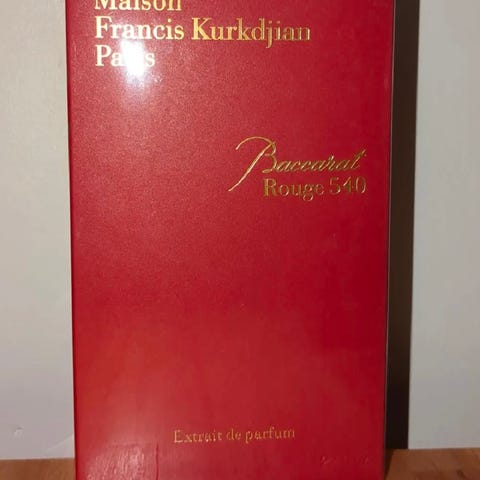 Maison
Francis Kurkdjian
Paris
Baccarat
Rouge 540
Extrait de parfum